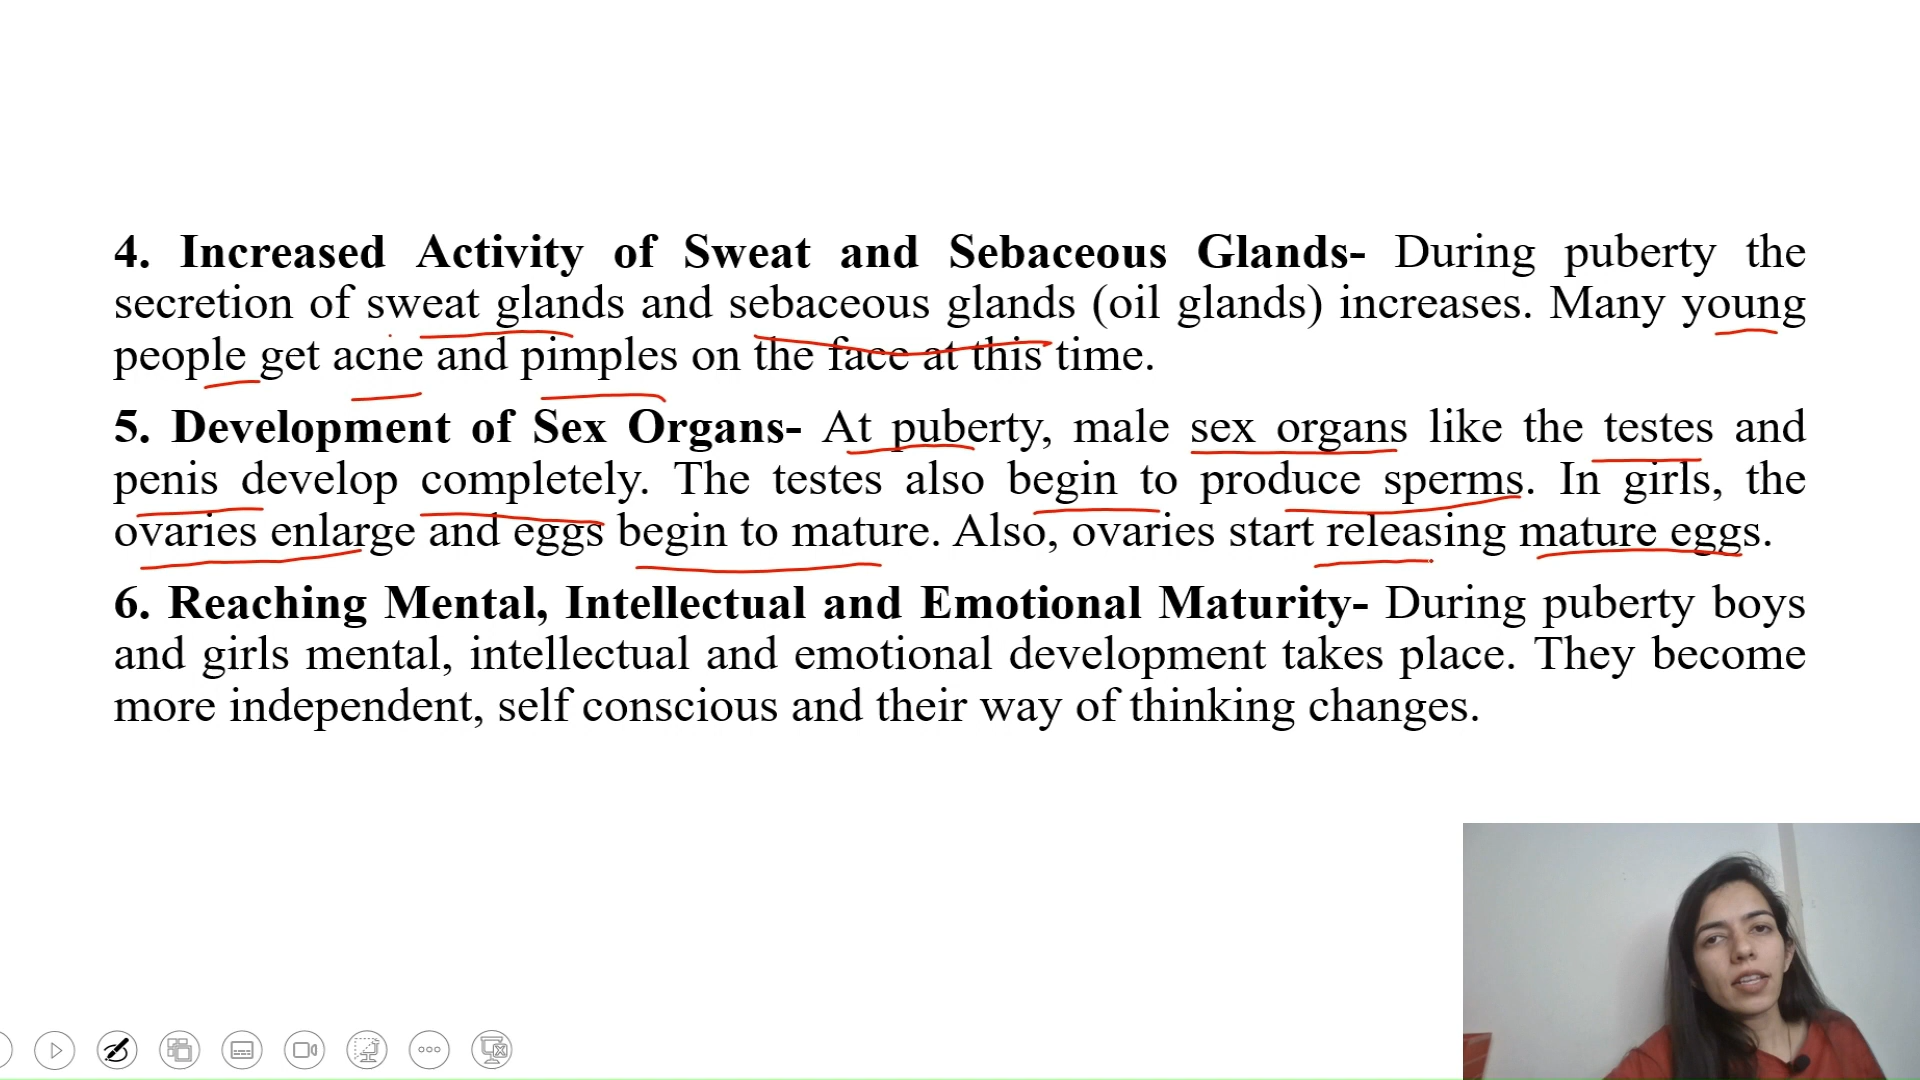 4. Increased Activity of Sweat and Sebaceous Glands- During puberty the
secretion of sweat glands and sebaceous glands (oil glands) increases. Many young
people get acne and pimples on the face at this time.
5. Development of Sex Organs- At puberty, male sex organs like the testes and
penis develop completely. The testes also begin to produce sperms. In girls, the
ovaries enlarge and eggs begin to mature. Also, ovaries start releasing mature eggs.
6. Reaching Mental, Intellectual and Emotional Maturity- During puberty boys
and girls mental, intellectual and emotional development takes place. They become
more independent, self conscious and their way of thinking changes.